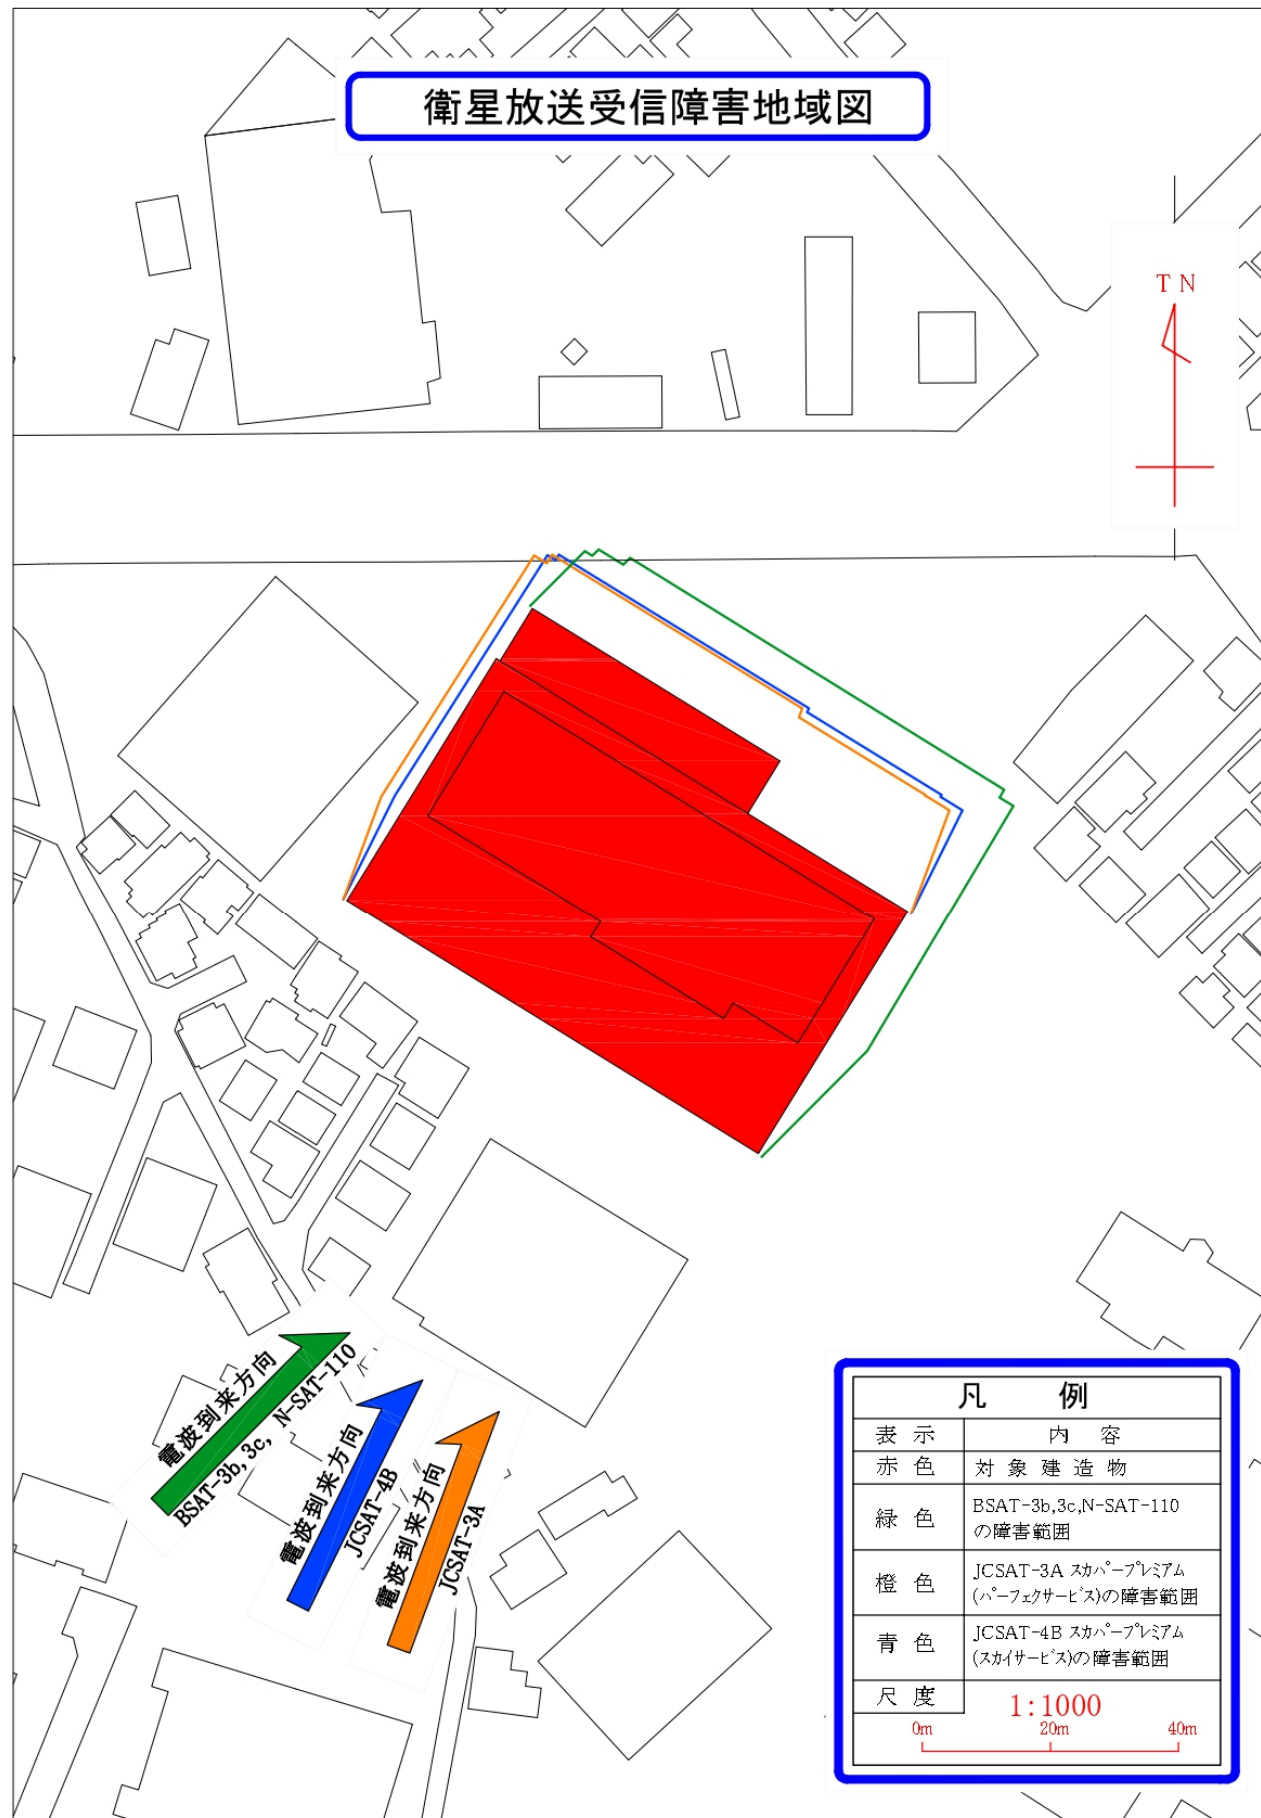 衛星放送受信障害地域図
TN
電波到来方向
BSAT-3b,3c, N-SAT-110
電波到来方向
JCSAT-4B
電波到来方向
JCSAT-3A
凡 例
表 示 内 容
赤 色 対 象 建 造 物
緑 色 BSAT-3b,3c,N-SAT-110
の障害範囲
橙 色 JCSAT-3A スカパープレミアム
(パーフェクサービス)の障害範囲
青 色 JCSAT-4B スカパープレミアム
(スカイサービス)の障害範囲
尺 度 1:1000
0m 20m 40m